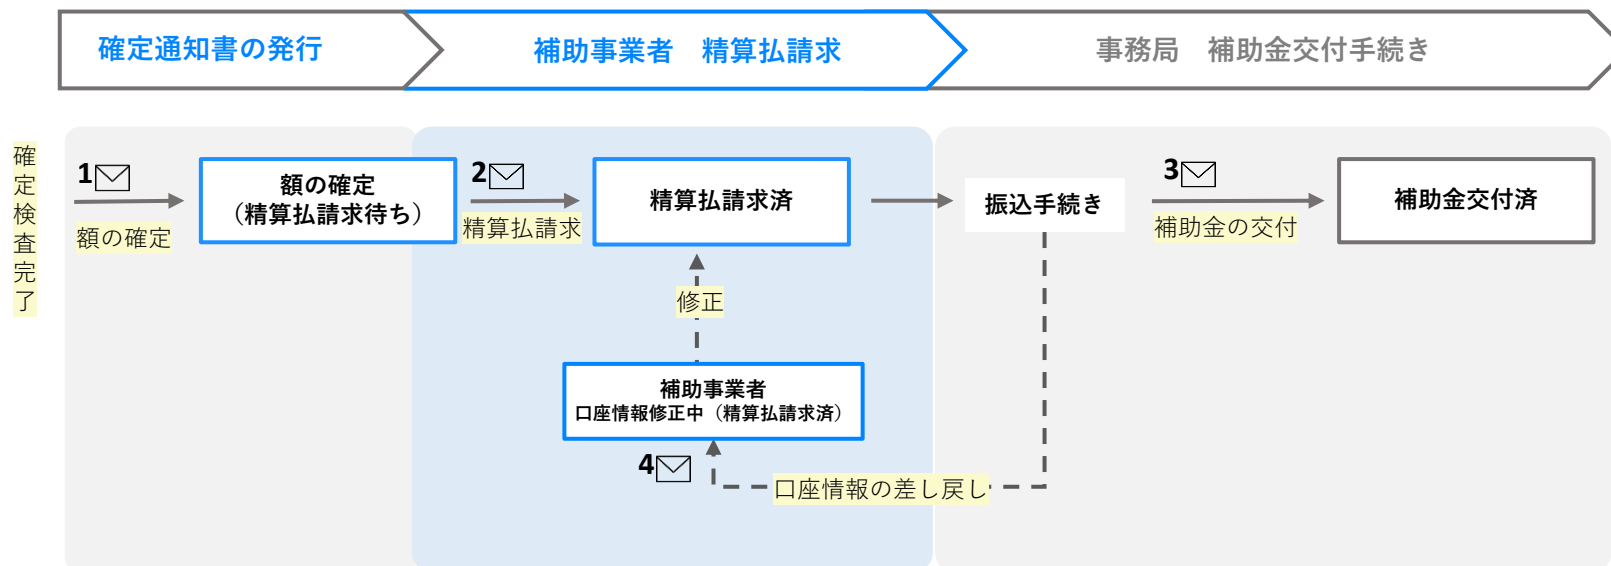 確定通知書の発行
補助事業者　精算払請求
事務局　補助金交付手続き
確定検査完了
1
額の確定
額の確定
（精算払請求待ち）
2
精算払請求
精算払請求済
振込手続き
3
補助金の交付
補助金交付済
修正
補助事業者
口座情報修正中（精算払請求済）
4
口座情報の差し戻し